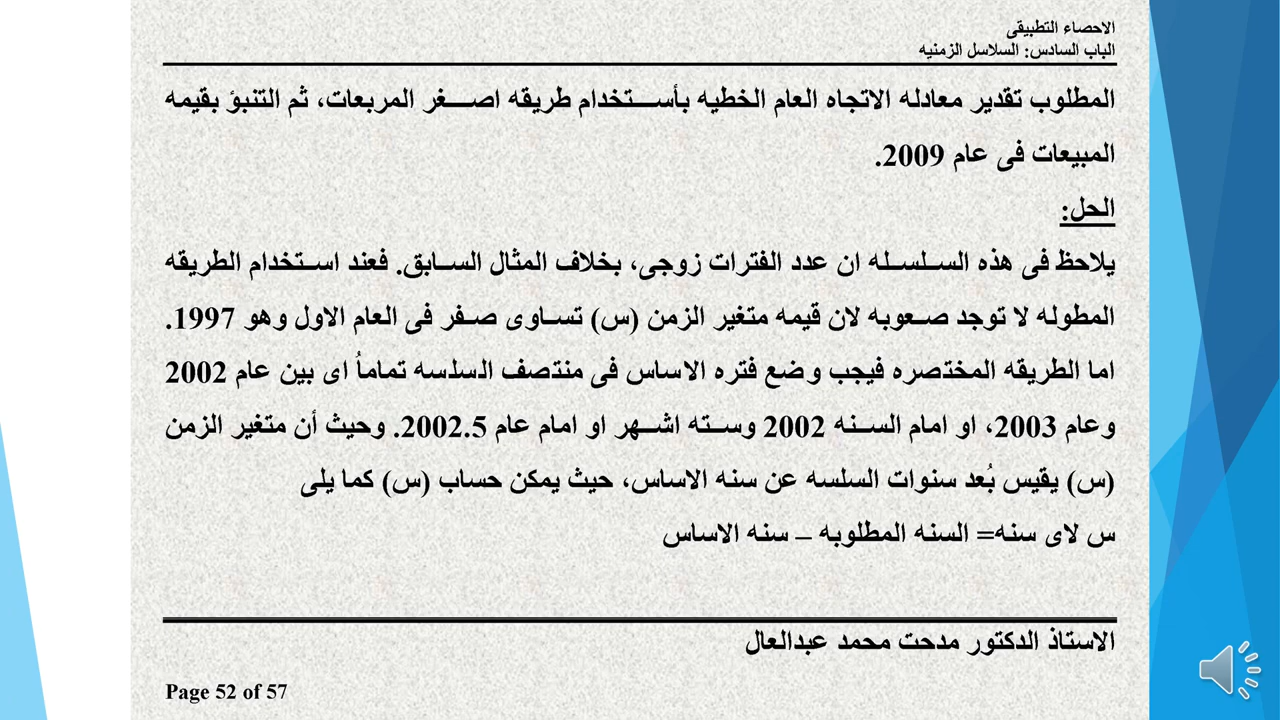 الاحصاء التطبيقى
الباب السادس: السلاسل الزمنيه
المطلوب تقدير معادله الاتجاه العام الخطيه بأستخدام طريقه اصغر المربعات، ثم التنبؤ بقيمه
المبيعات فى عام 2009.
الحل:
يلاحظ فى هذه السلسله ان عدد الفترات زوجى، بخلاف المثال السابق. فعند استخدام الطريقه
المطوله لا توجد صعوبه لان قيمه متغير الزمن (س) تساوى صفر فى العام الاول وهو 1997.
اما الطريقه المختصره فيجب وضع فتره الاساس فى منتصف السلسه تماماُ اى بين عام 2002
وعام 2003، او امام السنه 2002 وسته اشهر او امام عام 2002.5. وحيث أن متغير الزمن
(س) يقيس بُعد سنوات السلسه عن سنه الاساس، حيث يمكن حساب (س) كما يلى
س لاى سنه= السنه المطلوبه – سنه الاساس
الاستاذ الدكتور مدحت محمد عبدالعال
Page 52 of 57